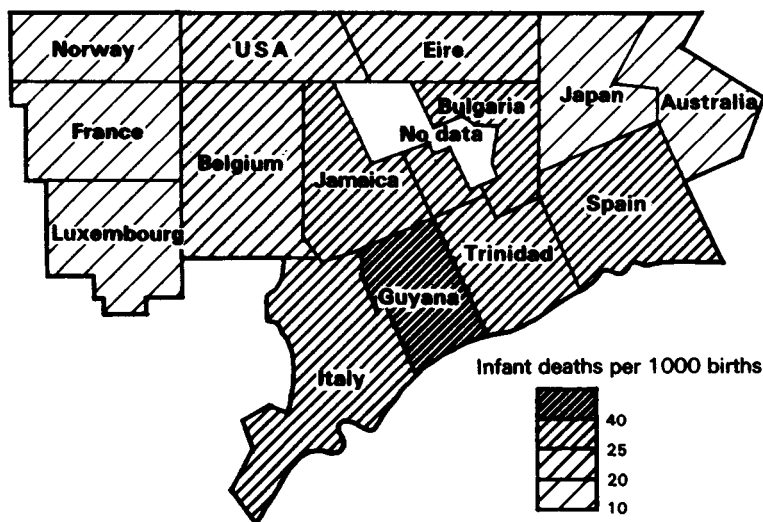 Norway
USA
Eire
Japan
Australia
France
Bulgaria
No data
Belgium
Jamaica
Luxembourg
Spain
Trinidad
Guyana
Italy
Infant deaths per 1000 births
40
25
20
10